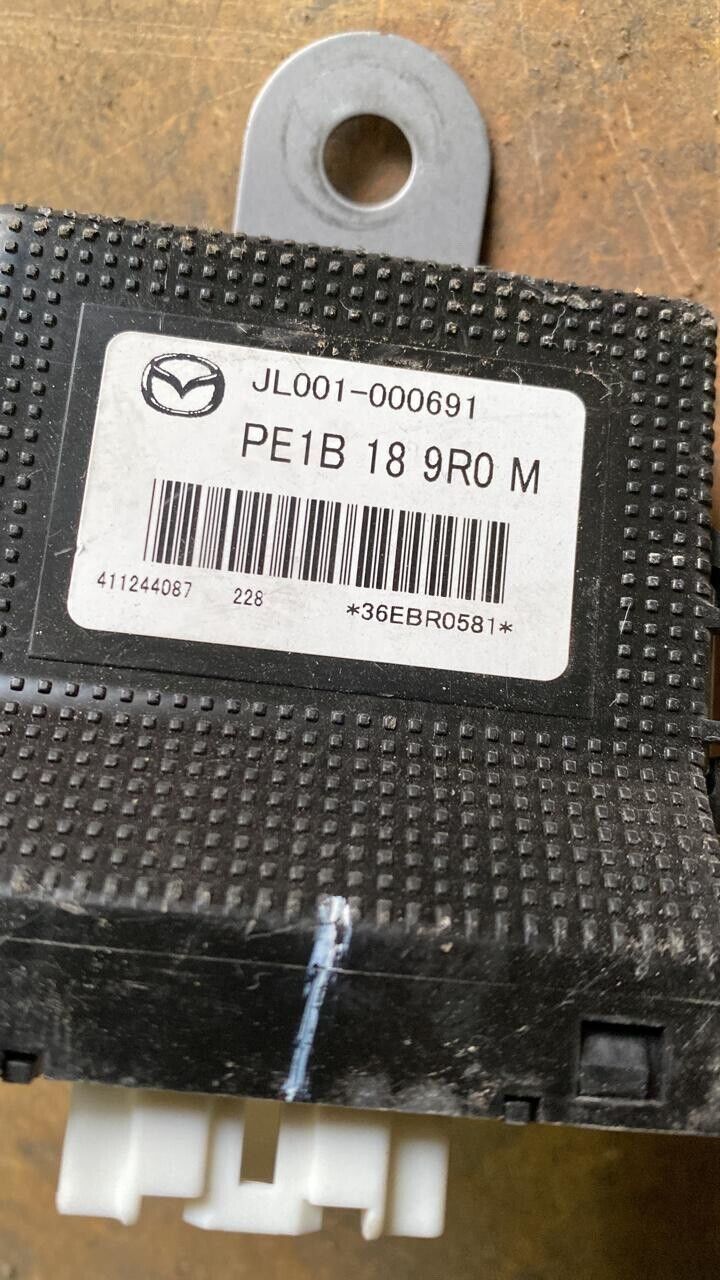 JL001-000691
PE1B 18 9R0 M
411244087 228 *36EBR0581*